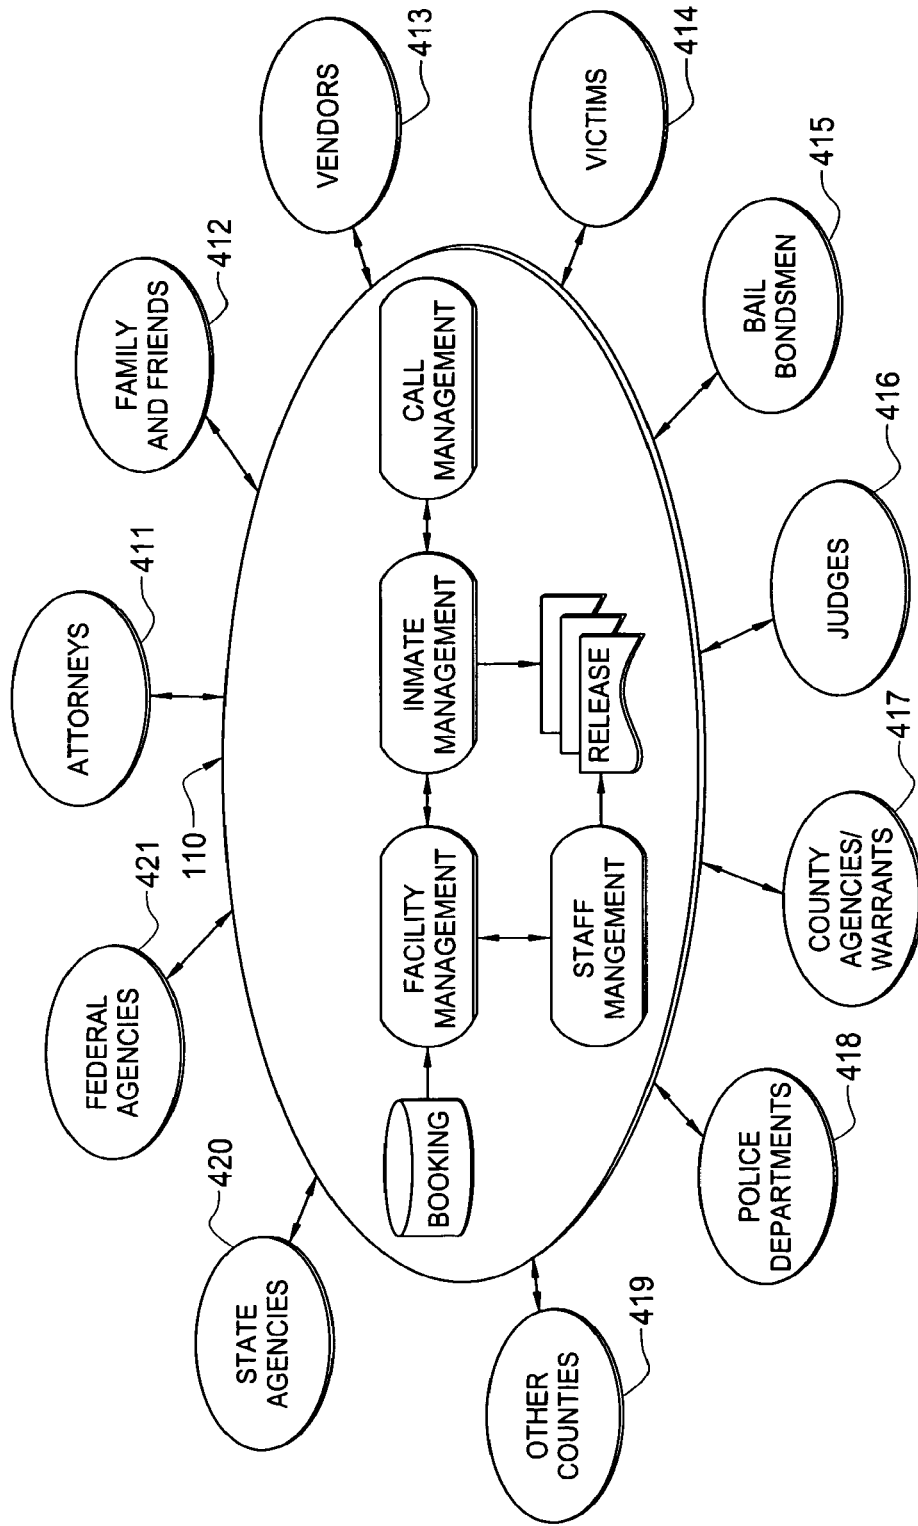 ATTORNEYS
411
FAMILY
AND FRIENDS
412
VENDORS
413
VICTIMS
414
BAIL
BONDSMEN
415
JUDGES
416
COUNTY
AGENCIES/
WARRANTS
417
POLICE
DEPARTMENTS
418
OTHER
COUNTIES
419
STATE
AGENCIES
420
FEDERAL
AGENCIES
421
110
BOOKING
FACILITY
MANAGEMENT
INMATE
MANAGEMENT
CALL
MANAGEMENT
STAFF
MANGEMENT
RELEASE